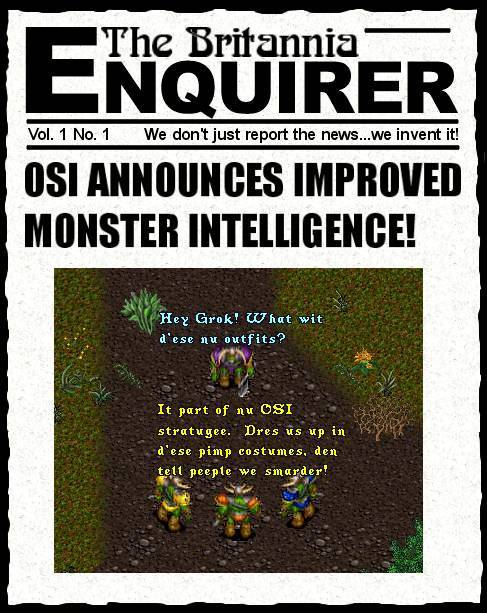 The Britannia
ENQUIRER
Vol. 1 No. 1 We don't just report the news...we invent it!
OSI ANNOUNCES IMPROVED
MONSTER INTELLIGENCE!
Hey Grok! What wit
d'ese nu outfits?
It part of nu OSI
stratugee. Dres us up in
d'ese pimp costumes, den
tell peeple we smarder!